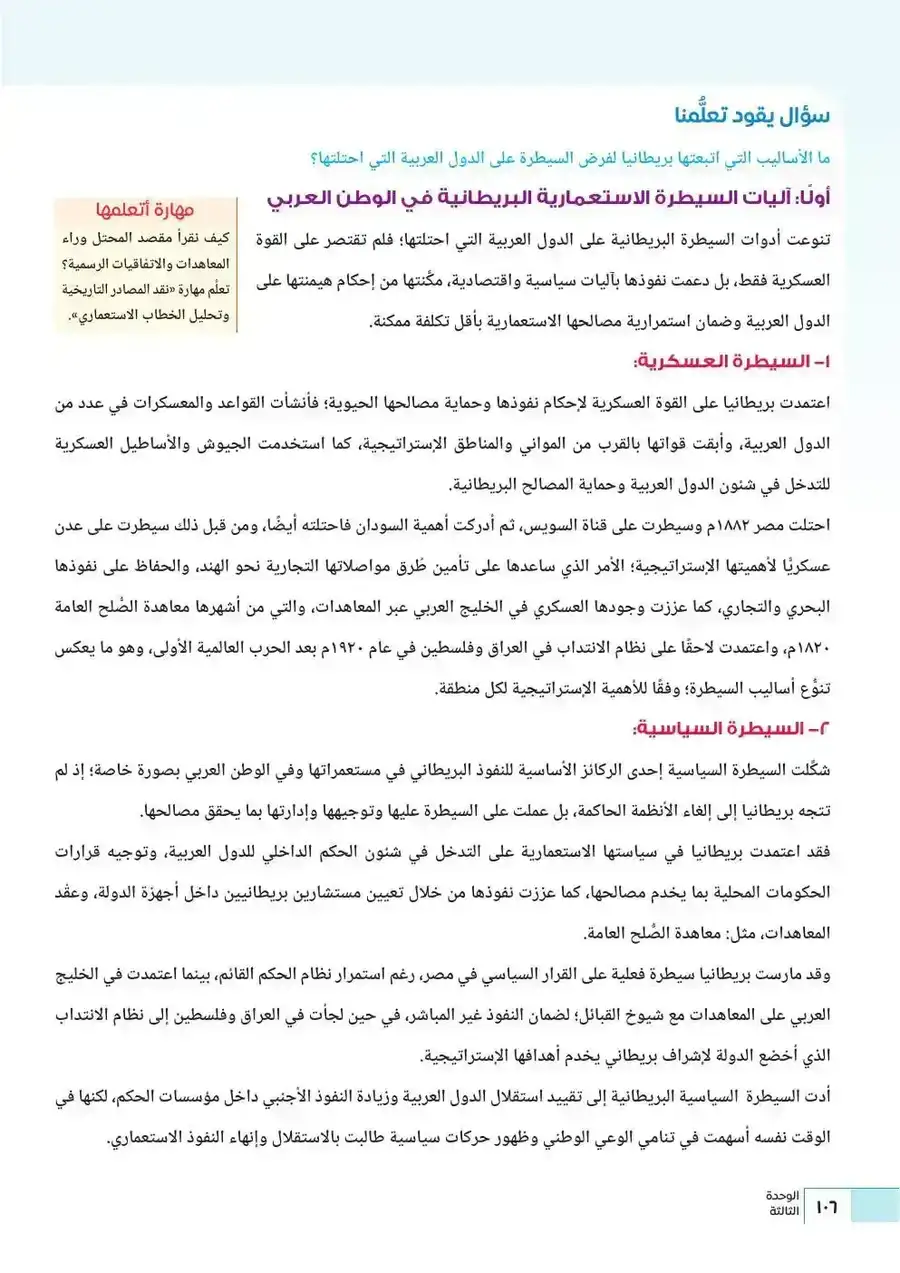 سؤال يقود تعلُّمنا
ما الأساليب التي اتبعتها بريطانيا لفرض السيطرة على الدول العربية التي احتلتها؟
أولًا: آليات السيطرة الاستعمارية البريطانية في الوطن العربي
تنوعت أدوات السيطرة البريطانية على الدول العربية التي احتلتها؛ فلم تقتصر على القوة
العسكرية فقط، بل دعمت نفوذها بآليات سياسية واقتصادية، مكَّنتها من إحكام هيمنتها على
الدول العربية وضمان استمرارية مصالحها الاستعمارية بأقل تكلفة ممكنة.
مهارة أتعلمها
كيف نقرأ مقصد المحتل وراء
المعاهدات والاتفاقيات الرسمية؟
تعلَّم مهارة «نقد المصادر التاريخية
وتحليل الخطاب الاستعماري».
١- السيطرة العسكرية:
اعتمدت بريطانيا على القوة العسكرية لإحكام نفوذها وحماية مصالحها الحيوية؛ فأنشأت القواعد والمعسكرات في عدد من
الدول العربية، وأبقت قواتها بالقرب من المواني والمناطق الإستراتيجية، كما استخدمت الجيوش والأساطيل العسكرية
للتدخل في شئون الدول العربية وحماية المصالح البريطانية.
احتلت مصر ١٨٨٢م وسيطرت على قناة السويس، ثم أدركت أهمية السودان فاحتلته أيضًا، ومن قبل ذلك سيطرت على عدن
عسكريًّا لأهميتها الإستراتيجية؛ الأمر الذي ساعدها على تأمين طُرق مواصلاتها التجارية نحو الهند، والحفاظ على نفوذها
البحري والتجاري، كما عززت وجودها العسكري في الخليج العربي عبر المعاهدات، والتي من أشهرها معاهدة الصُّلح العامة
١٨٢٠م، واعتمدت لاحقًا على نظام الانتداب في العراق وفلسطين في عام ١٩٢٠م بعد الحرب العالمية الأولى، وهو ما يعكس
تنوُّع أساليب السيطرة؛ وفقًا للأهمية الإستراتيجية لكل منطقة.
٢- السيطرة السياسية:
شكَّلت السيطرة السياسية إحدى الركائز الأساسية للنفوذ البريطاني في مستعمراتها وفي الوطن العربي بصورة خاصة؛ إذ لم
تتجه بريطانيا إلى إلغاء الأنظمة الحاكمة، بل عملت على السيطرة عليها وتوجيهها وإدارتها بما يحقق مصالحها.
فقد اعتمدت بريطانيا في سياستها الاستعمارية على التدخل في شئون الحكم الداخلي للدول العربية، وتوجيه قرارات
الحكومات المحلية بما يخدم مصالحها، كما عززت نفوذها من خلال تعيين مستشارين بريطانيين داخل أجهزة الدولة، وعقْد
المعاهدات، مثل: معاهدة الصُّلح العامة.
وقد مارست بريطانيا سيطرة فعلية على القرار السياسي في مصر، رغم استمرار نظام الحكم القائم، بينما اعتمدت في الخليج
العربي على المعاهدات مع شيوخ القبائل؛ لضمان النفوذ غير المباشر، في حين لجأت في العراق وفلسطين إلى نظام الانتداب
الذي أخضع الدولة لإشراف بريطاني يخدم أهدافها الإستراتيجية.
أدت السيطرة السياسية البريطانية إلى تقييد استقلال الدول العربية وزيادة النفوذ الأجنبي داخل مؤسسات الحكم، لكنها في
الوقت نفسه أسهمت في تنامي الوعي الوطني وظهور حركات سياسية طالبت بالاستقلال وإنهاء النفوذ الاستعماري.
١٠٦
الوحدة
الثالثة